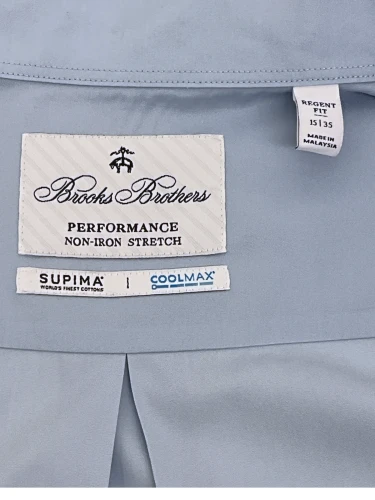 REGENT
FIT
15|35
MADE IN
MALAYSIA
Brooks Brothers
PERFORMANCE
NON-IRON STRETCH
SUPIMA® | COOLMAX®
WORLD'S FINEST COTTONS